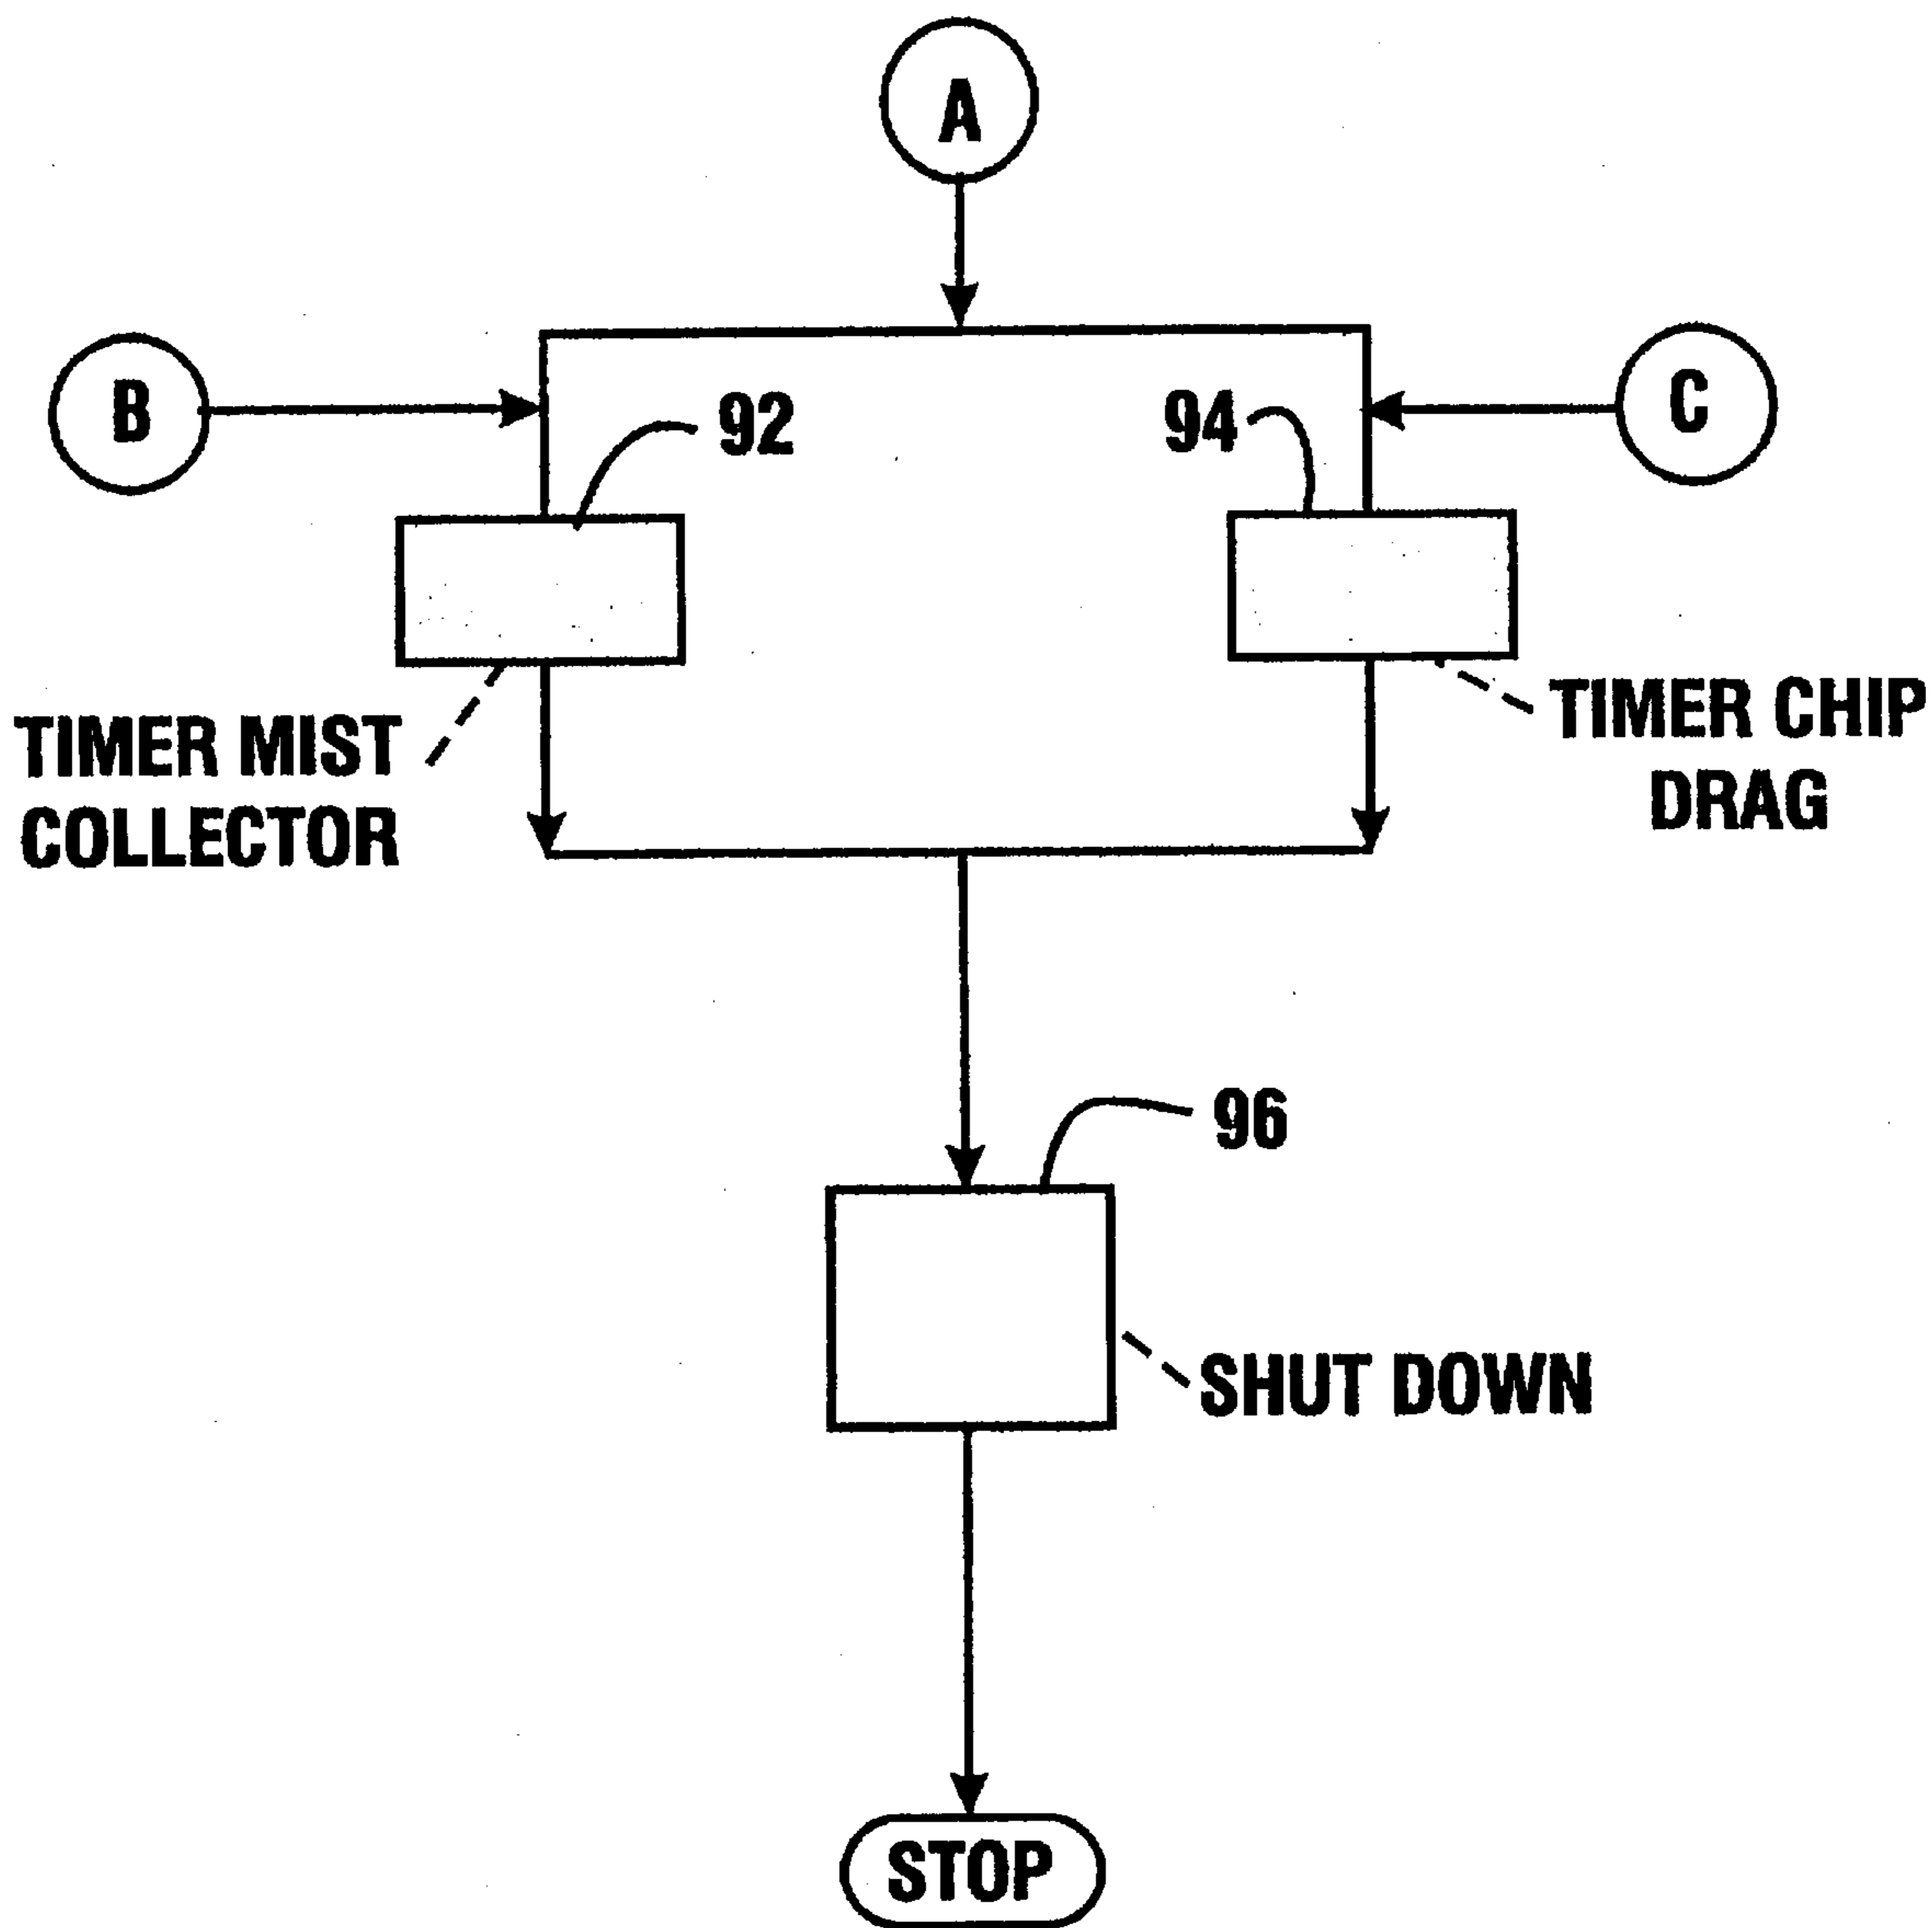 A
B
92
94
C
TIMER MIST
COLLECTOR
TIMER CHIP
DRAG
96
SHUT DOWN
STOP